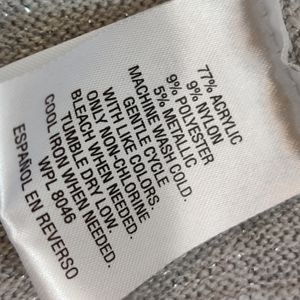 77% ACRYLIC
9% NYLON
9% POLYESTER
5% METALLIC
MACHINE WASH COLD.
GENTLE CYCLE
WITH LIKE COLORS.
ONLY NON-CHLORINE
BLEACH WHEN NEEDED.
TUMBLE DRY LOW.
COOL IRON WHEN NEEDED.
WPL 8046
ESPAÑOL EN REVERSO